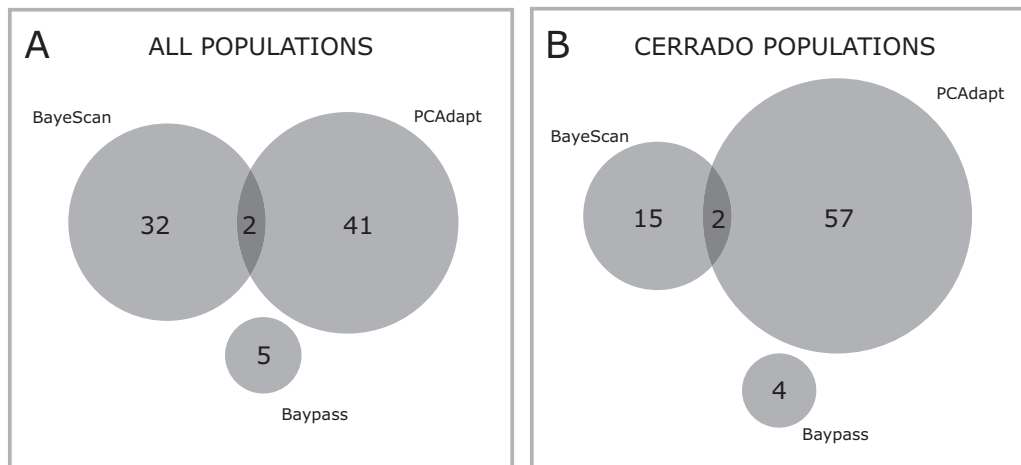 A
ALL POPULATIONS
BayeScan
PCAdapt
32
2
41
5
Baypass
B
CERRADO POPULATIONS
PCAdapt
BayeScan
15
2
57
4
Baypass